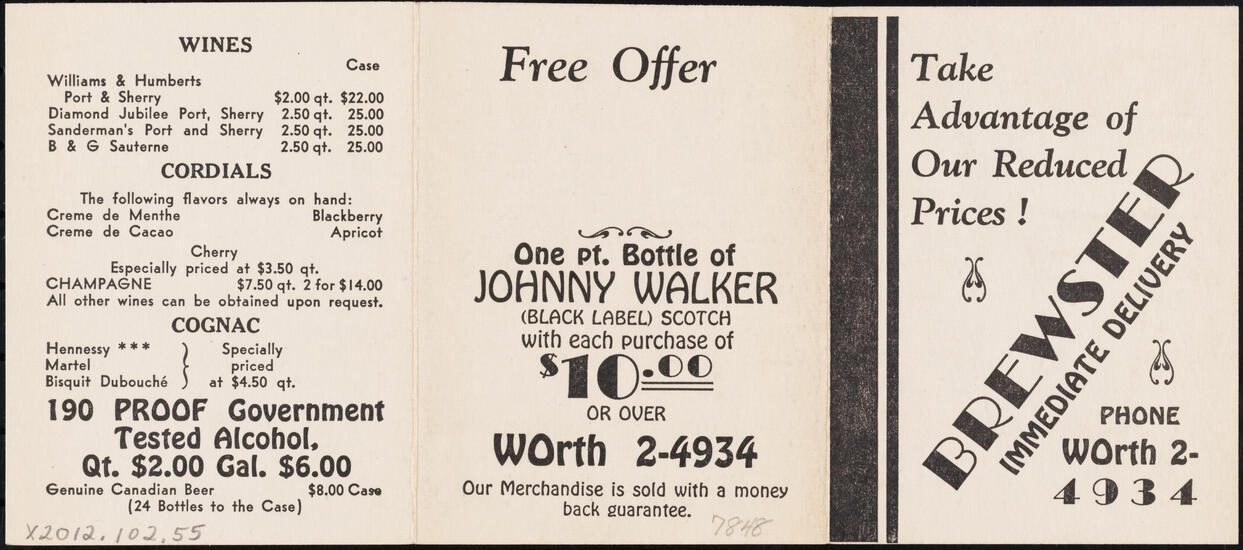 WINES
Case
Williams & Humberts
Port & Sherry $2.00 qt. $22.00
Diamond Jubilee Port, Sherry 2.50 qt. 25.00
Sanderman's Port and Sherry 2.50 qt. 25.00
B & G Sauterne 2.50 qt. 25.00
CORDIALS
The following flavors always on hand:
Creme de Menthe Blackberry
Creme de Cacao Apricot
Cherry
Especially priced at $3.50 qt.
CHAMPAGNE $7.50 qt. 2 for $14.00
All other wines can be obtained upon request.
COGNAC
Hennessy *** } Specially
Martel priced
Bisquit Dubouché at $4.50 qt.
190 PROOF Government
Tested Alcohol,
Qt. $2.00 Gal. $6.00
Genuine Canadian Beer $8.00 Case
(24 Bottles to the Case)
X2012.102.55
Free Offer
One pt. Bottle of
JOHNNY WALKER
(BLACK LABEL) SCOTCH
with each purchase of
$10.00
OR OVER
WOrth 2-4934
Our Merchandise is sold with a money
back guarantee.
7848
Take
Advantage of
Our Reduced
Prices !
BREWSTER
IMMEDIATE DELIVERY
PHONE
WOrth 2-
4934